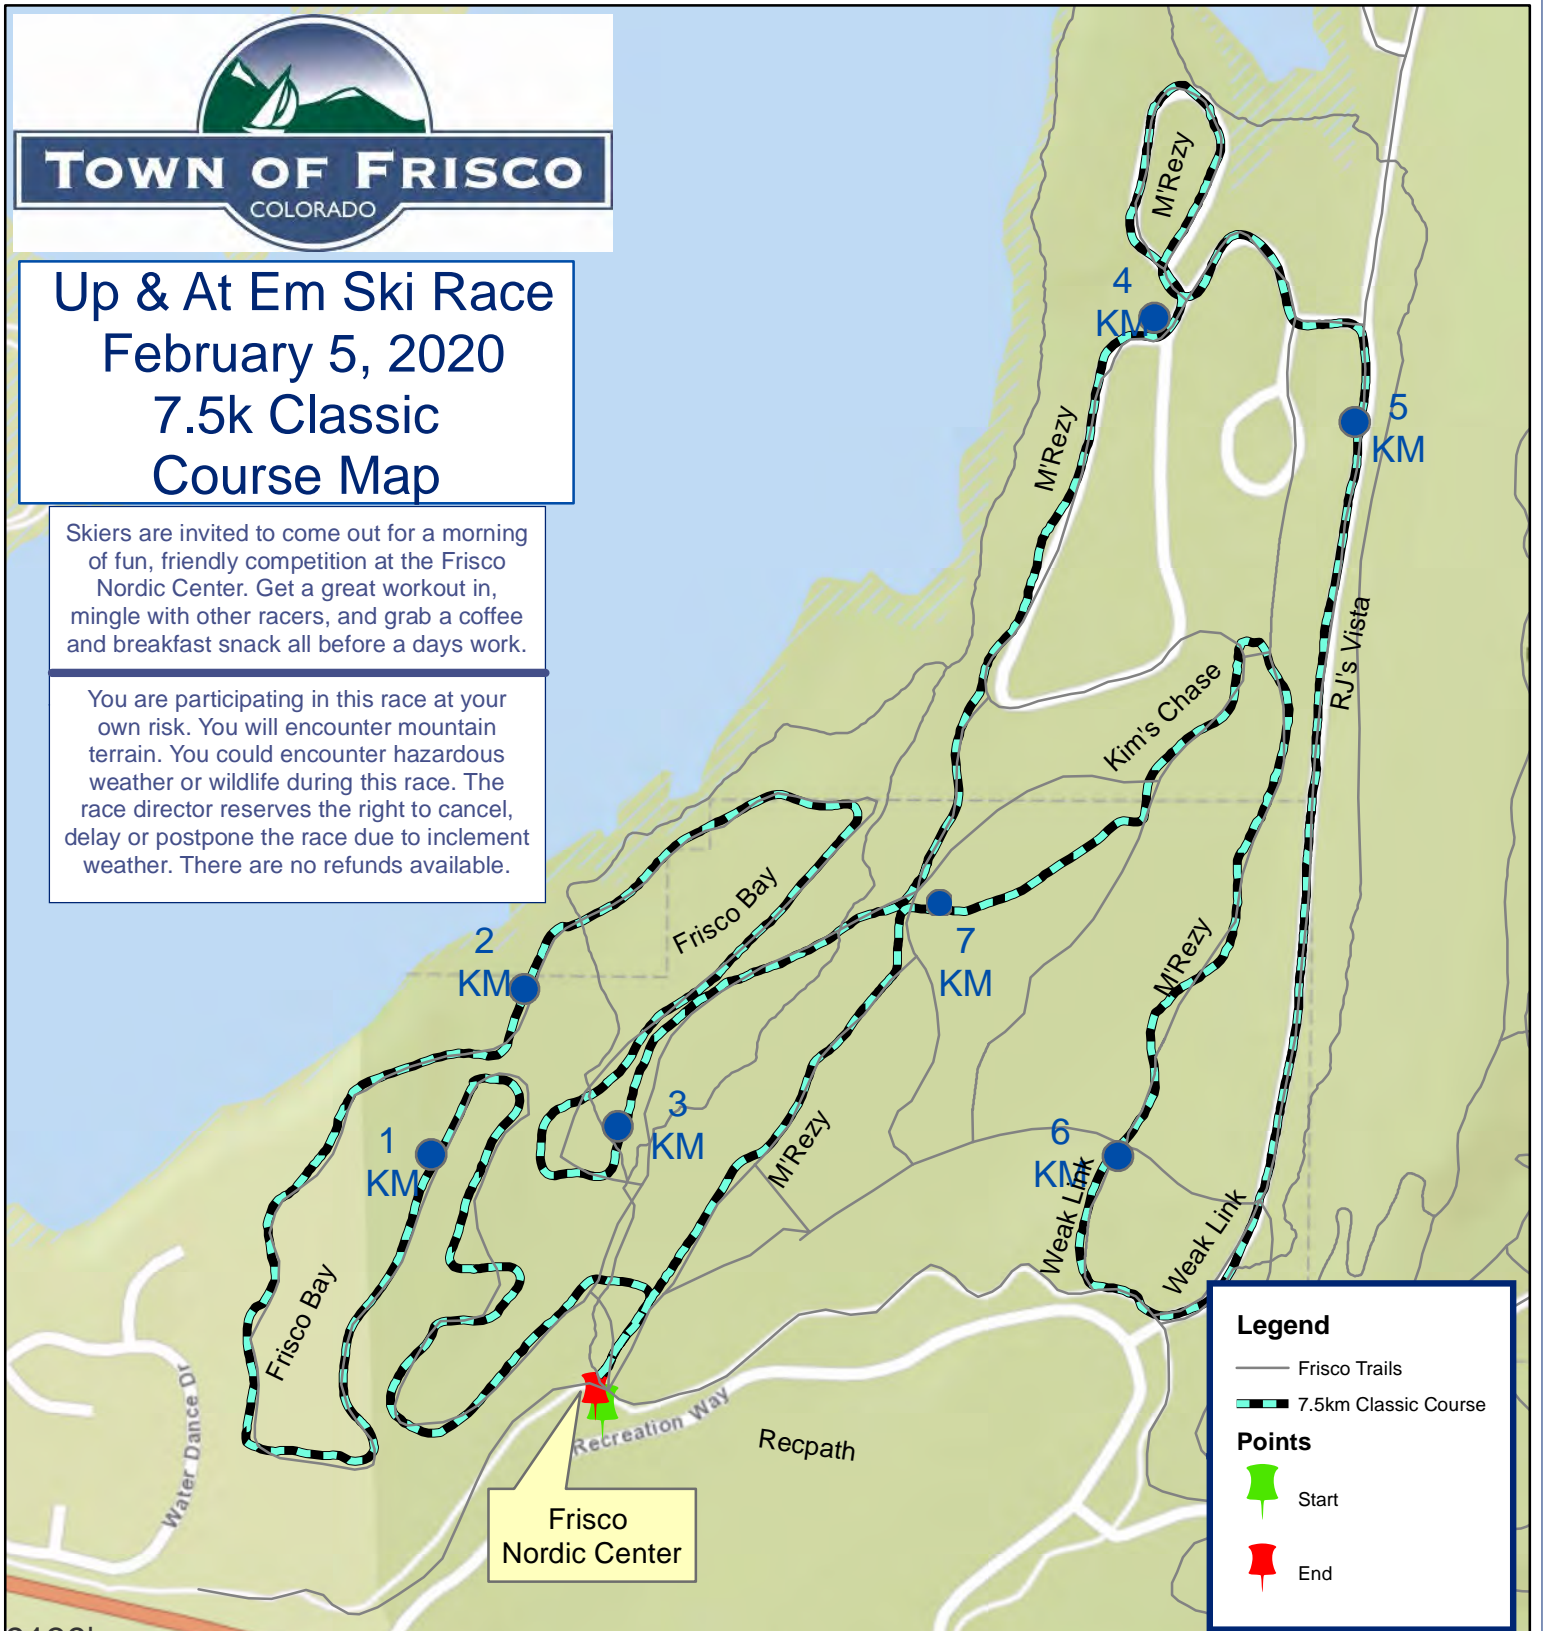 TOWN OF FRISCO
COLORADO
Up & At Em Ski Race
February 5, 2020
7.5k Classic
Course Map
Skiers are invited to come out for a morning
of fun, friendly competition at the Frisco
Nordic Center. Get a great workout in,
mingle with other racers, and grab a coffee
and breakfast snack all before a days work.
You are participating in this race at your
own risk. You will encounter mountain
terrain. You could encounter hazardous
weather or wildlife during this race. The
race director reserves the right to cancel,
delay or postpone the race due to inclement
weather. There are no refunds available.
M'Rezy
4
KM
M'Rezy
5
KM
RJ's Vista
Kim's Chase
Frisco Bay
2
KM
7
KM
M'Rezy
3
KM
1
KM
M'Rezy
6
KM
Weak Link
Weak Link
Frisco Bay
Water Dance Dr
Recreation Way
Recpath
Frisco
Nordic Center
Legend
Frisco Trails
7.5km Classic Course
Points
Start
End